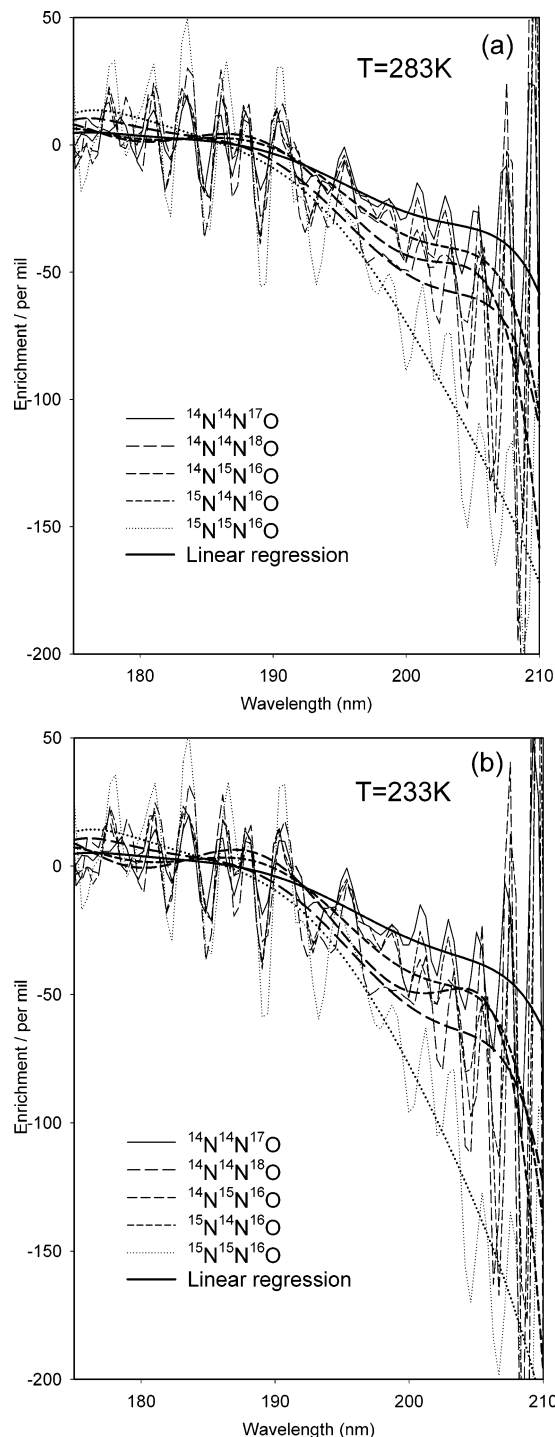 50
(a)
T=283K
0
-50
-100
-150
-200
Enrichment / per mil
¹⁴N¹⁴N¹⁷O
¹⁴N¹⁴N¹⁸O
¹⁴N¹⁵N¹⁶O
¹⁵N¹⁴N¹⁶O
¹⁵N¹⁵N¹⁶O
Linear regression
180 190 200 210
Wavelength (nm)
50
(b)
T=233K
0
-50
-100
-150
-200
Enrichment / per mil
¹⁴N¹⁴N¹⁷O
¹⁴N¹⁴N¹⁸O
¹⁴N¹⁵N¹⁶O
¹⁵N¹⁴N¹⁶O
¹⁵N¹⁵N¹⁶O
Linear regression
180 190 200 210
Wavelength (nm)